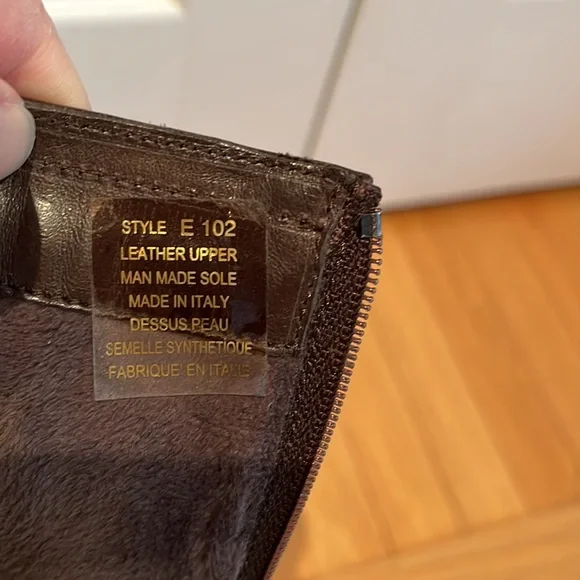 STYLE E 102
LEATHER UPPER
MAN MADE SOLE
MADE IN ITALY
DESSUS PEAU
SEMELLE SYNTHETIQUE
FABRIQUE' EN ITALIE